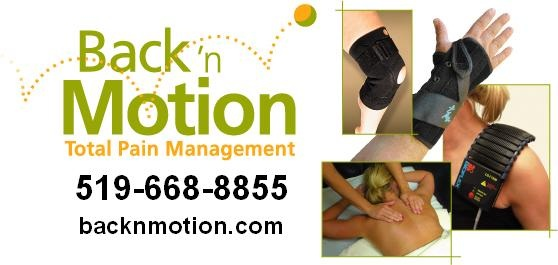 Back 'n
Motion
Total Pain Management
519-668-8855
backnmotion.com